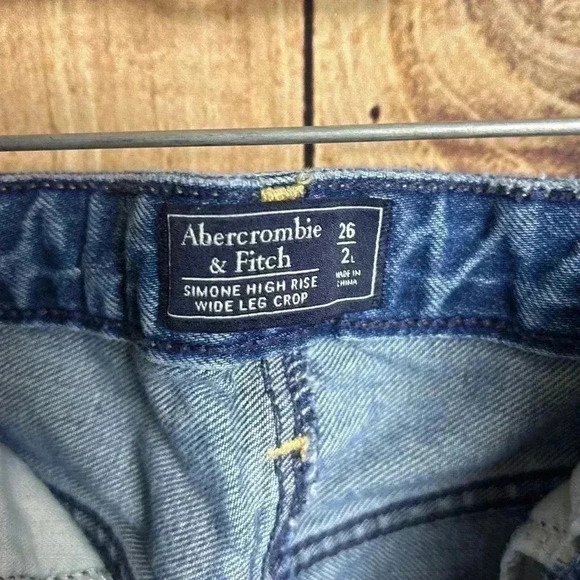 Abercrombie
& Fitch
SIMONE HIGH RISE
WIDE LEG CROP
26
2L
MADE IN
CHINA